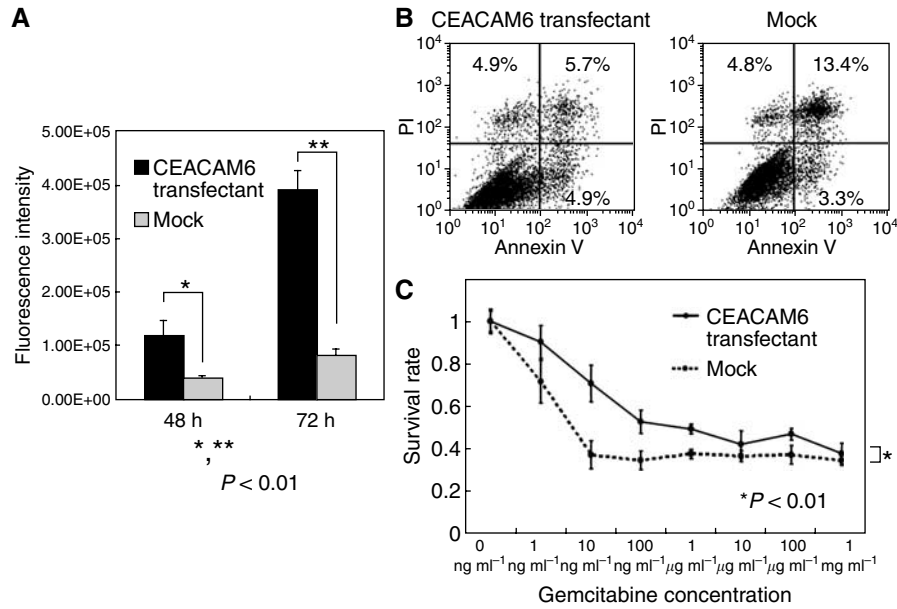 A
Fluorescence intensity
5.00E+05
4.00E+05
3.00E+05
2.00E+05
1.00E+05
0.00E+00
CEACAM6
transfectant
Mock
*
**
48 h
72 h
*,**
P < 0.01
B
CEACAM6 transfectant
PI
10⁴
10³
10²
10¹
10⁰
4.9%
5.7%
4.9%
10⁰ 10¹ 10² 10³ 10⁴
Annexin V
Mock
PI
10⁴
10³
10²
10¹
10⁰
4.8%
13.4%
3.3%
10⁰ 10¹ 10² 10³ 10⁴
Annexin V
C
Survival rate
1
0.8
0.6
0.4
0.2
0
CEACAM6
transfectant
Mock
*
*P < 0.01
0 1 10 100 1 10 100 1
ng ml⁻¹ ng ml⁻¹ ng ml⁻¹ ng ml⁻¹ μg ml⁻¹ μg ml⁻¹ μg ml⁻¹ mg ml⁻¹
Gemcitabine concentration